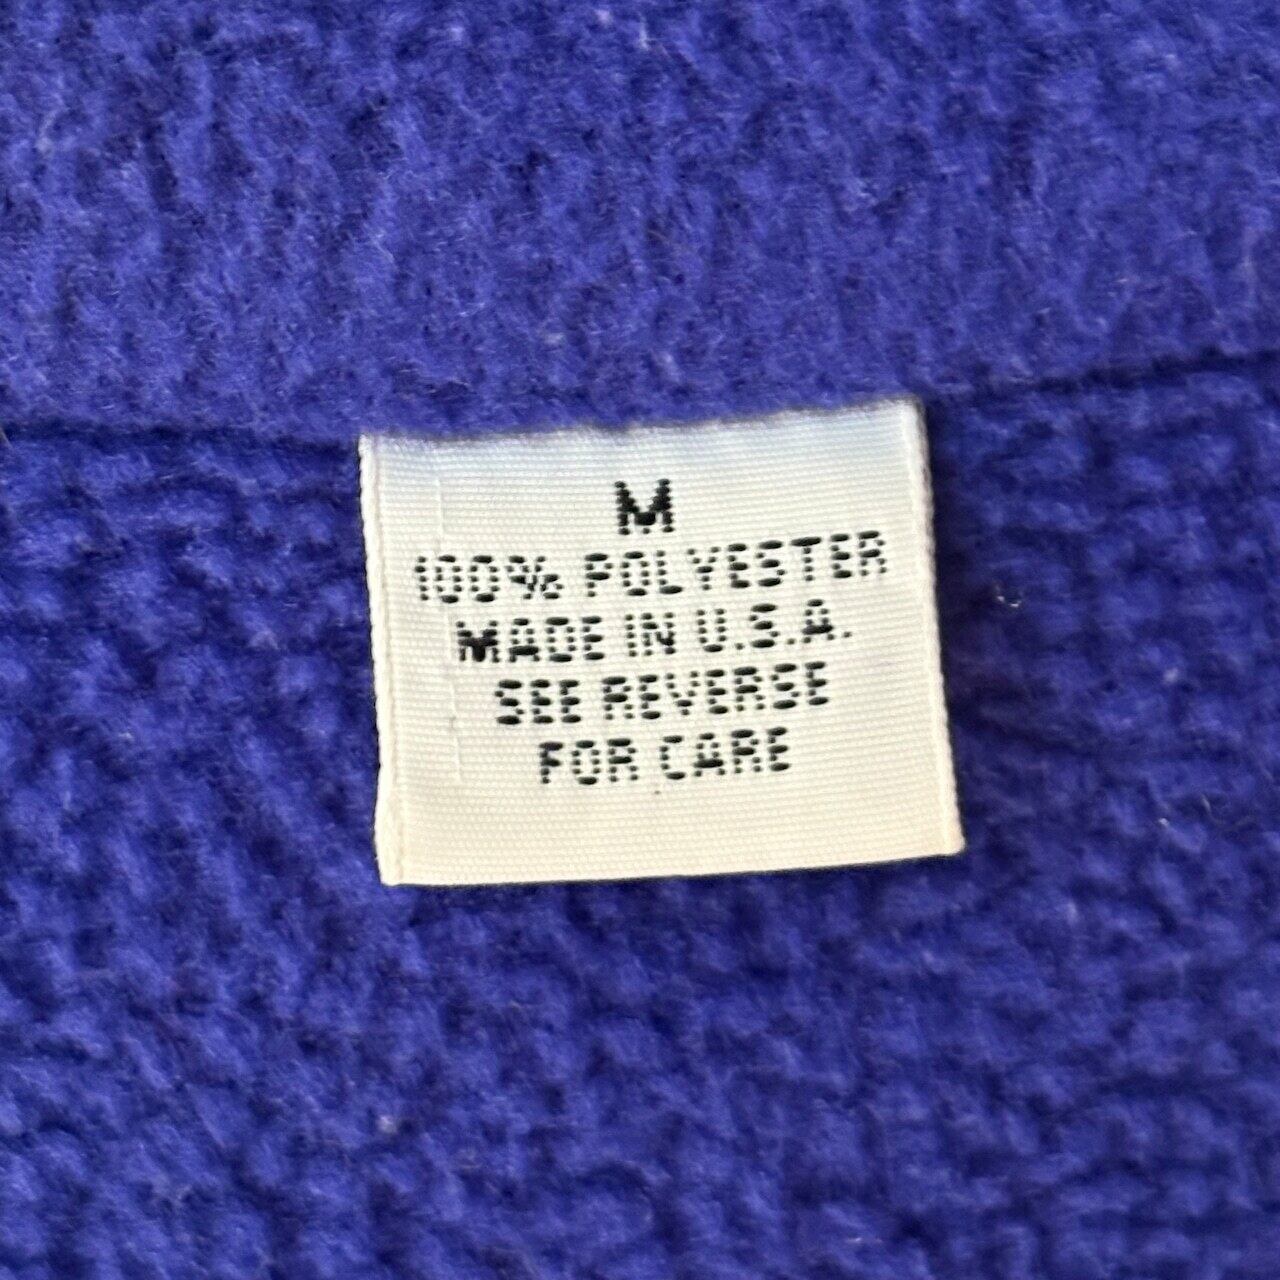 M
100% POLYESTER
MADE IN U.S.A.
SEE REVERSE
FOR CARE